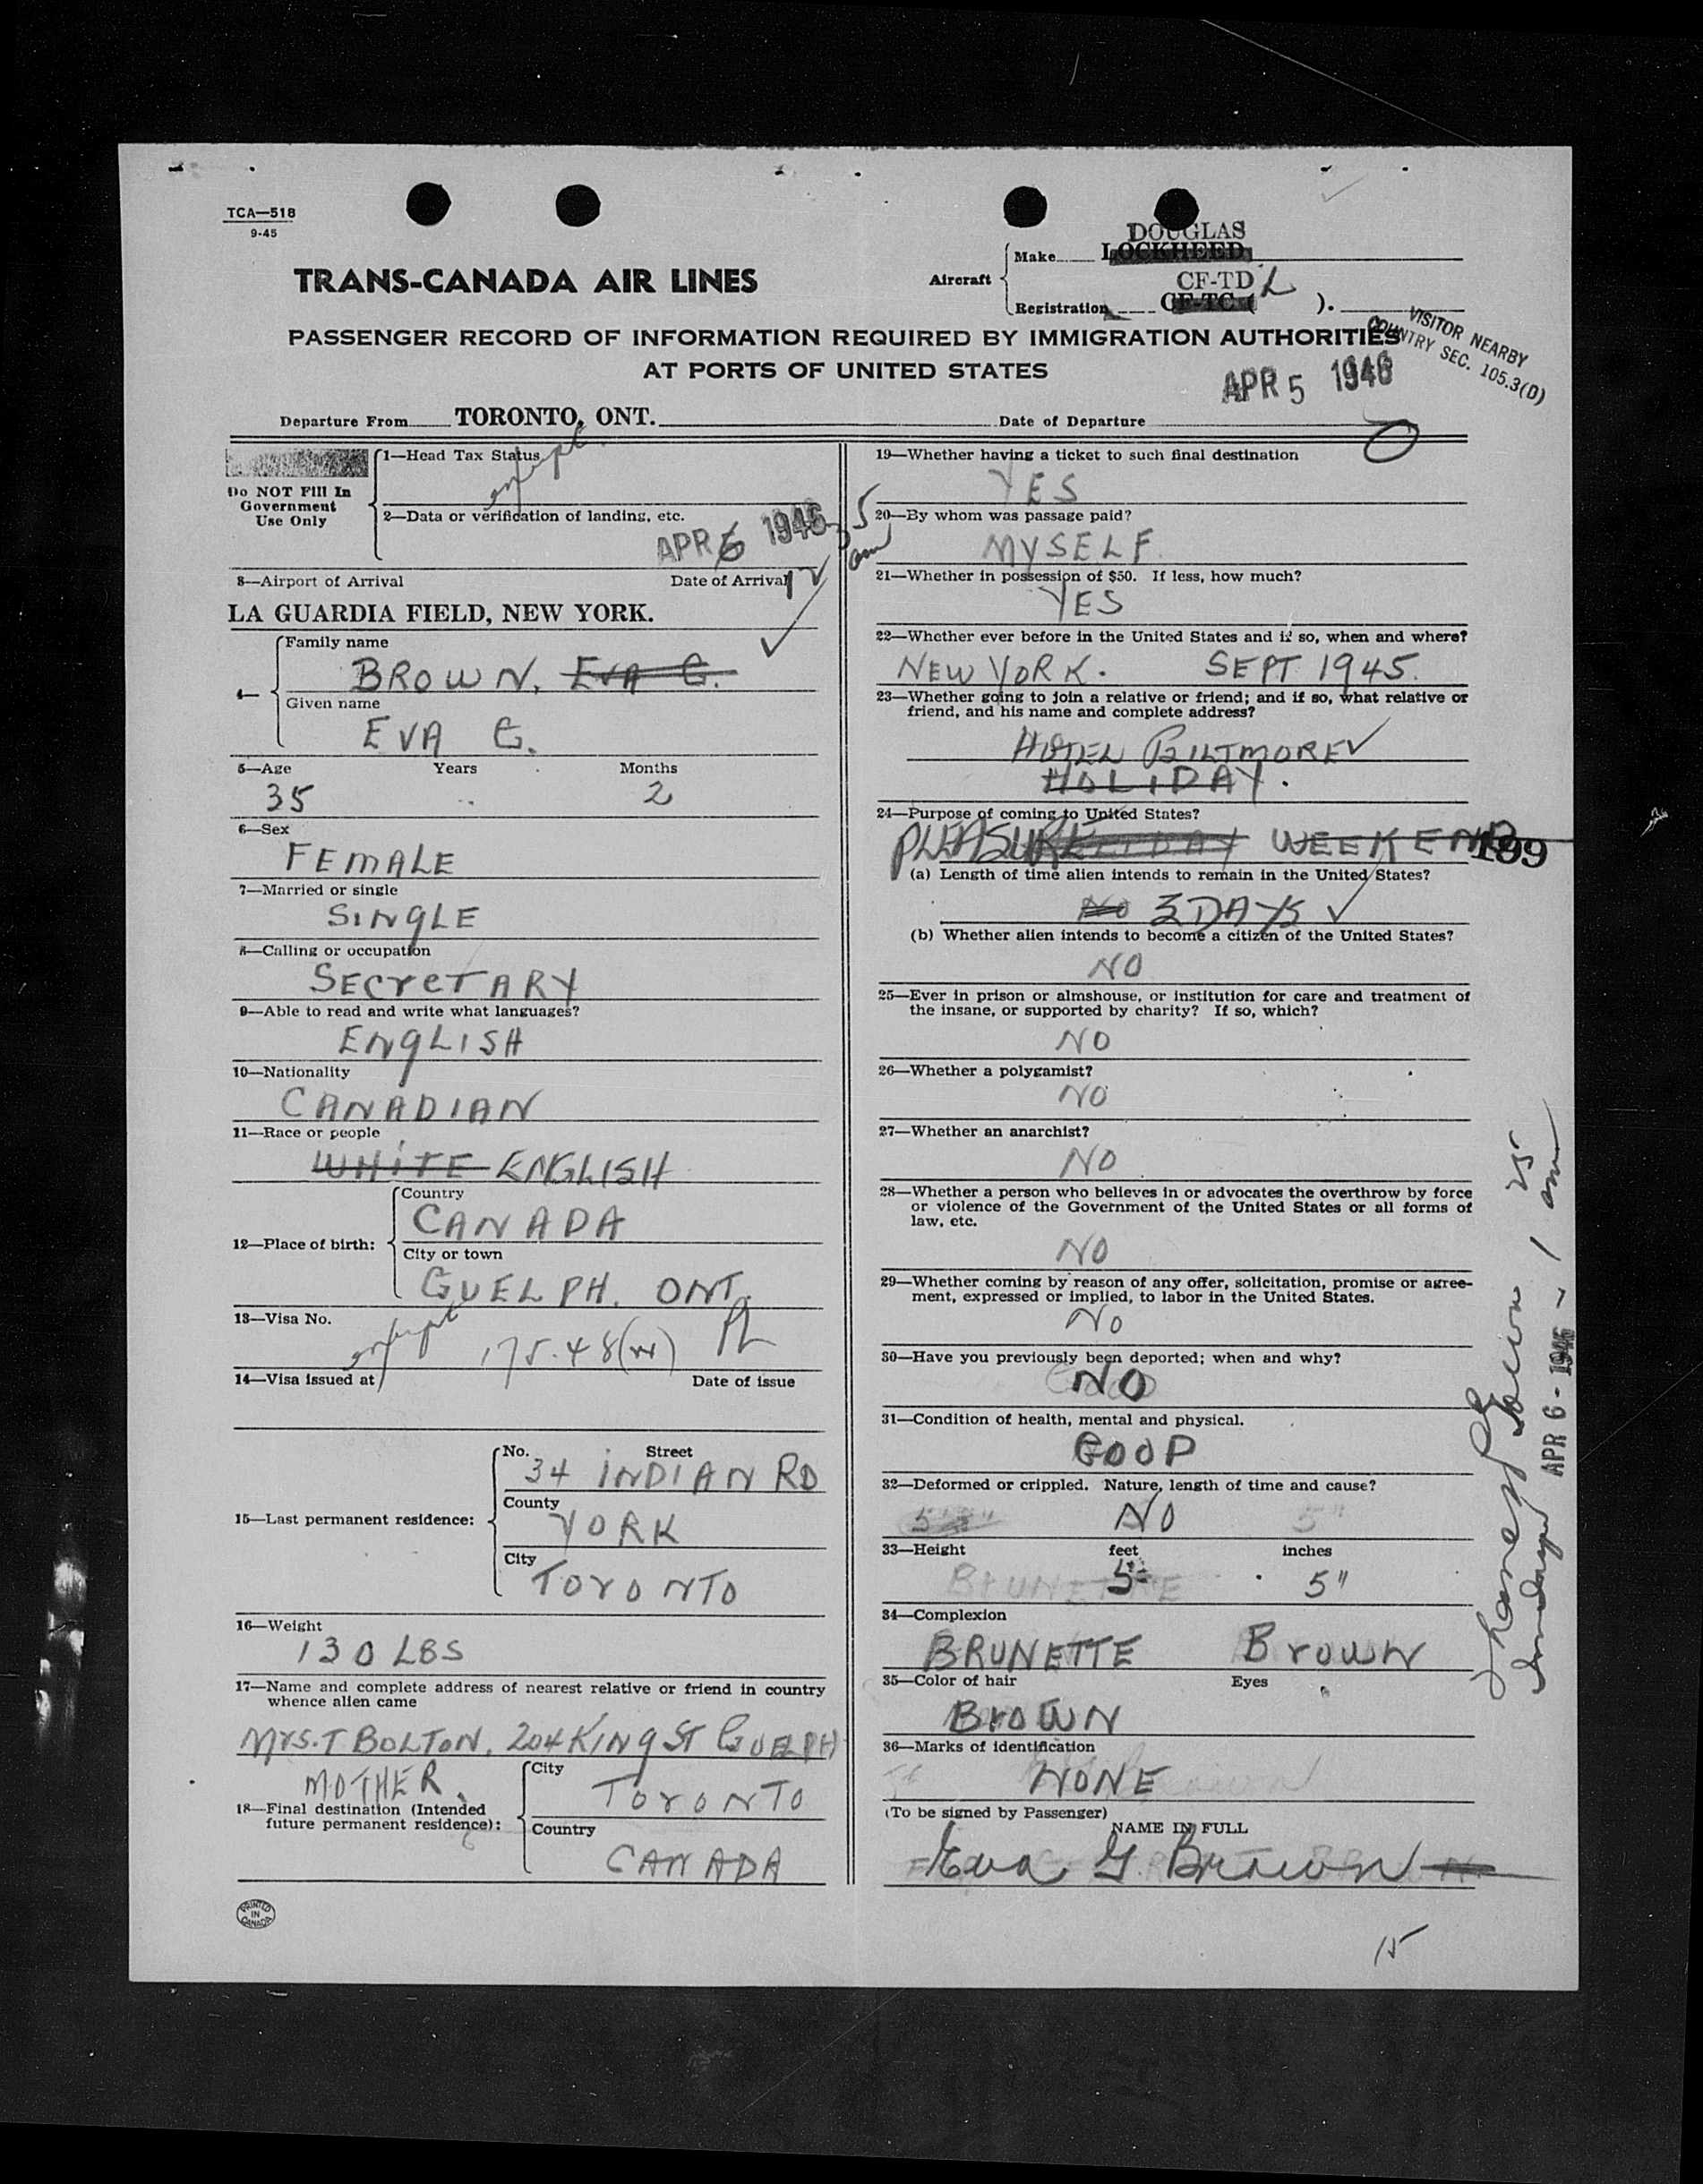 TCA—518
9-45
TRANS-CANADA AIR LINES
Aircraft
Make
DOUGLAS
LOCKHEED
Registration
CF-TD L
CF-TC ( ).
PASSENGER RECORD OF INFORMATION REQUIRED BY IMMIGRATION AUTHORITIES
AT PORTS OF UNITED STATES
VISITOR NEARBY
COUNTRY SEC. 105.3(D)
APR 5 1946
Departure From TORONTO, ONT. Date of Departure
Do NOT Fill In
Government
Use Only
1—Head Tax Status
2—Data or verification of landing, etc.
APR 6 1946
3—Airport of Arrival Date of Arrival
LA GUARDIA FIELD, NEW YORK.
4—
Family name
BROWN, EVA G.
Given name
EVA G.
5—Age Years Months
35 2
6—Sex
FEMALE
7—Married or single
SINGLE
8—Calling or occupation
SECRETARY
9—Able to read and write what languages?
ENGLISH
10—Nationality
CANADIAN
11—Race or people
WHITE ENGLISH
12—Place of birth:
Country
CANADA
City or town
GUELPH. ONT.
13—Visa No.
175.48(w)
14—Visa issued at Date of issue
15—Last permanent residence:
No. Street
34 INDIAN RD
County
YORK
City
TORONTO
16—Weight
130 LBS
17—Name and complete address of nearest relative or friend in country
whence alien came
MRS. T BOLTON, 204 KING ST GUELPH
MOTHER.
18—Final destination (Intended
future permanent residence):
City
TORONTO
Country
CANADA
PRINTED
IN
CANADA
19—Whether having a ticket to such final destination
YES
20—By whom was passage paid?
MYSELF
21—Whether in possession of $50. If less, how much?
YES
22—Whether ever before in the United States and if so, when and where?
NEW YORK. SEPT 1945.
23—Whether going to join a relative or friend; and if so, what relative or
friend, and his name and complete address?
HOTEL BILTMORE
HOLIDAY.
24—Purpose of coming to United States?
PLEASURE WEEKEND
199
(a) Length of time alien intends to remain in the United States?
NO 3 DAYS
(b) Whether alien intends to become a citizen of the United States?
NO
25—Ever in prison or almshouse, or institution for care and treatment of
the insane, or supported by charity? If so, which?
NO
26—Whether a polygamist?
NO
27—Whether an anarchist?
NO
28—Whether a person who believes in or advocates the overthrow by force
or violence of the Government of the United States or all forms of
law, etc.
NO
29—Whether coming by reason of any offer, solicitation, promise or agree-
ment, expressed or implied, to labor in the United States.
NO
30—Have you previously been deported; when and why?
NO
31—Condition of health, mental and physical.
GOOD
32—Deformed or crippled. Nature, length of time and cause?
NO
33—Height feet inches
5 5"
34—Complexion
BRUNETTE BROWN
35—Color of hair Eyes
BROWN
36—Marks of identification
NONE
(To be signed by Passenger)
NAME IN FULL
Eva G. Brown
APR 6 - 1946
15